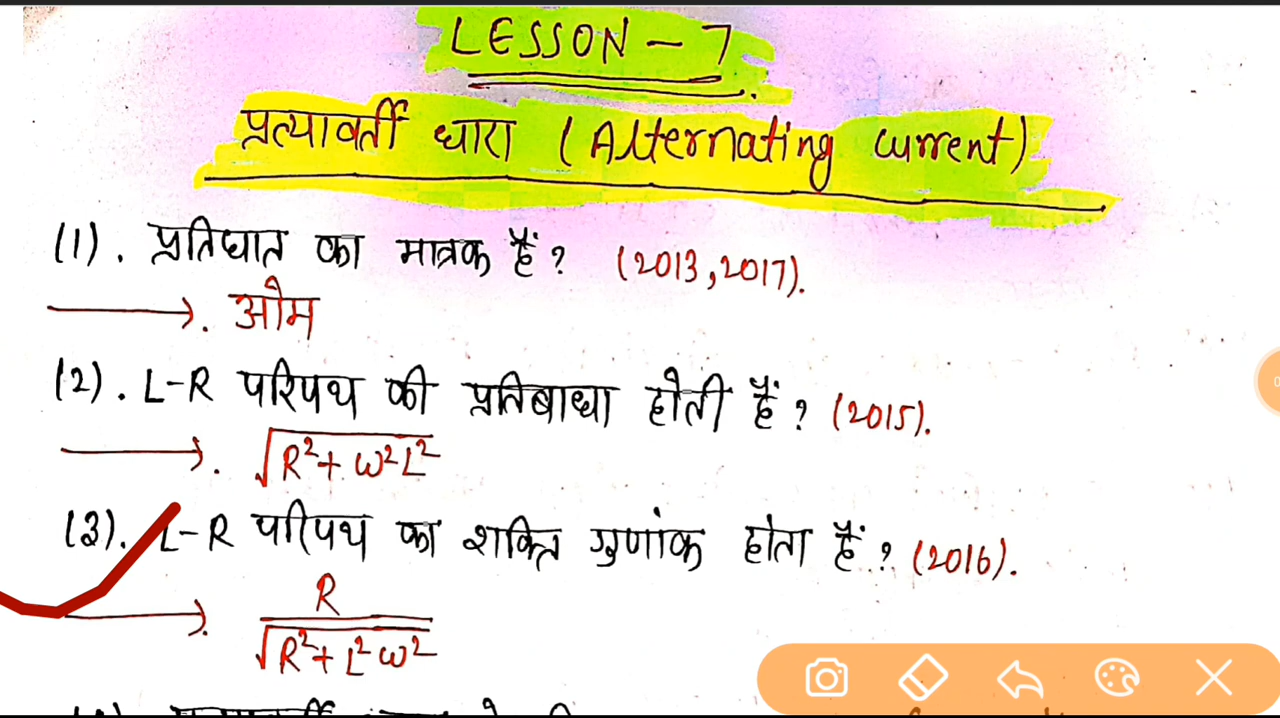 LESSON - 7
प्रत्यावर्ती धारा (Alternating current)
(1). प्रतिघात का मात्रक हैं? (2013,2017).
→. ओम
(2). L-R परिपथ की प्रतिबाधा होती हैं? (2015).
→. √R²+ω²L²
(3). L-R परिपथ का शक्ति गुणांक होता हैं? (2016).
→. R
√R²+L²ω²